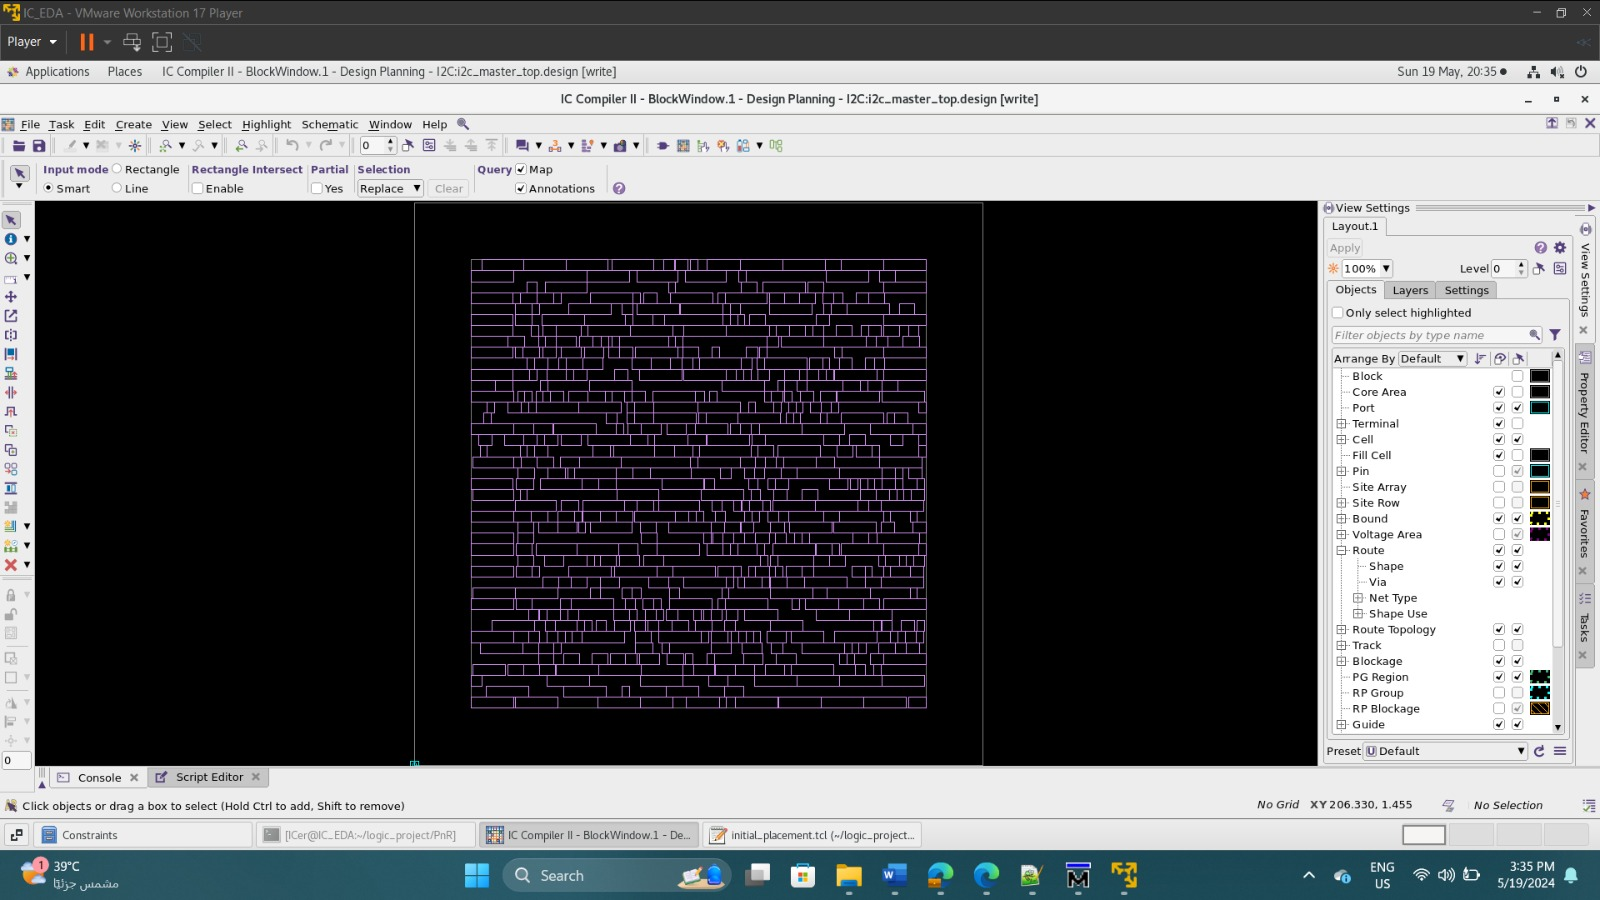 IC_EDA - VMware Workstation 17 Player
Player
Applications Places IC Compiler II - BlockWindow.1 - Design Planning - I2C:i2c_master_top.design [write] Sun 19 May, 20:35
IC Compiler II - BlockWindow.1 - Design Planning - I2C:i2c_master_top.design [write]
File Task Edit Create View Select Highlight Schematic Window Help
0
Input mode Rectangle Rectangle Intersect Partial Selection Query Map
Smart Line Enable Yes Replace Clear Annotations
View Settings
Layout.1
Apply
100% Level 0
Objects Layers Settings
Only select highlighted
Filter objects by type name
Arrange By Default
Block
Core Area
Port
Terminal
Cell
Fill Cell
Pin
Site Array
Site Row
Bound
Voltage Area
Route
Shape
Via
Net Type
Shape Use
Route Topology
Track
Blockage
PG Region
RP Group
RP Blockage
Guide
Preset U Default
View Settings
Property Editor
Favorites
Tasks
0
Console Script Editor
Click objects or drag a box to select (Hold Ctrl to add, Shift to remove) No Grid XY 206.330, 1.455 No Selection
Constraints [ICer@IC_EDA:~/logic_project/PnR] IC Compiler II - BlockWindow.1 - De... initial_placement.tcl (~/logic_project...
1
39°C
مشمس جزئيًا
Search
ENG
US
3:35 PM
5/19/2024